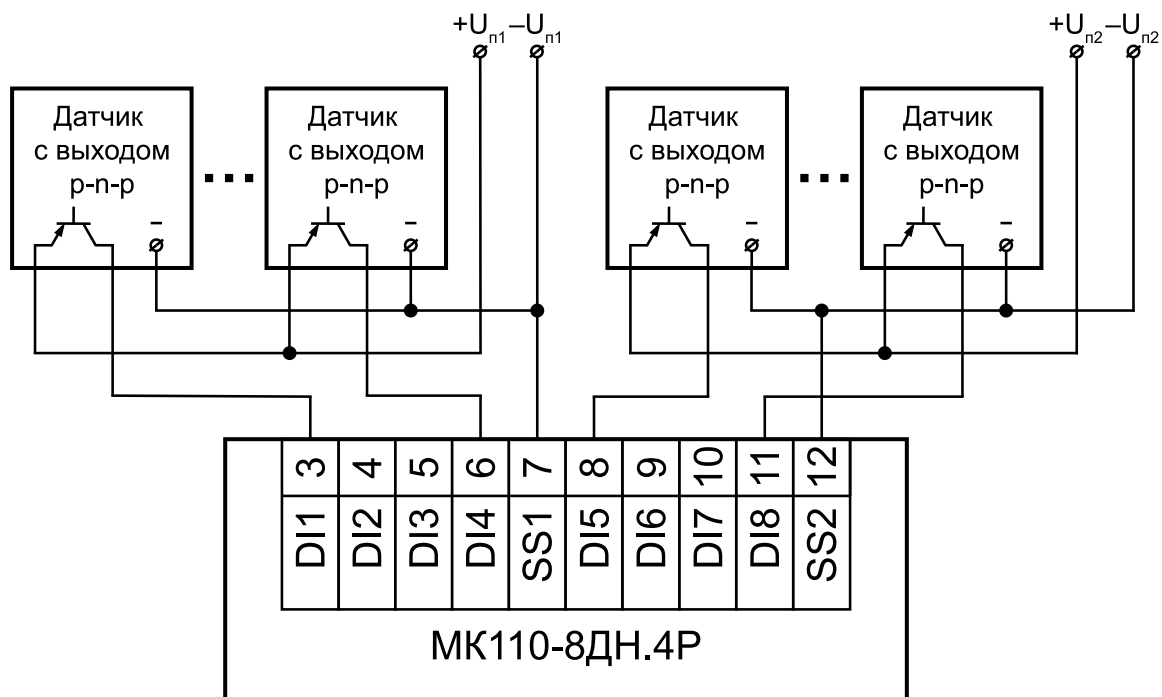 +Uп1 –Uп1
+Uп2 –Uп2
Датчик
с выходом
p-n-p
–
Датчик
с выходом
p-n-p
–
Датчик
с выходом
p-n-p
–
Датчик
с выходом
p-n-p
–
3 4 5 6 7 8 9 10 11 12
DI1 DI2 DI3 DI4 SS1 DI5 DI6 DI7 DI8 SS2
МК110-8ДН.4Р